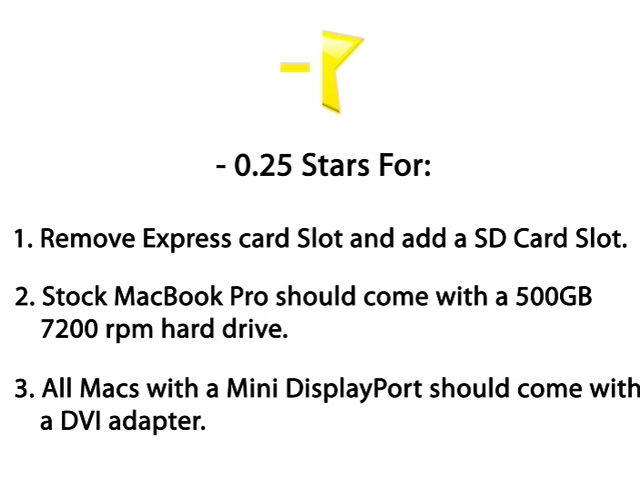 - 0.25 Stars For:
1. Remove Express card Slot and add a SD Card Slot.
2. Stock MacBook Pro should come with a 500GB
7200 rpm hard drive.
3. All Macs with a Mini DisplayPort should come with
a DVI adapter.